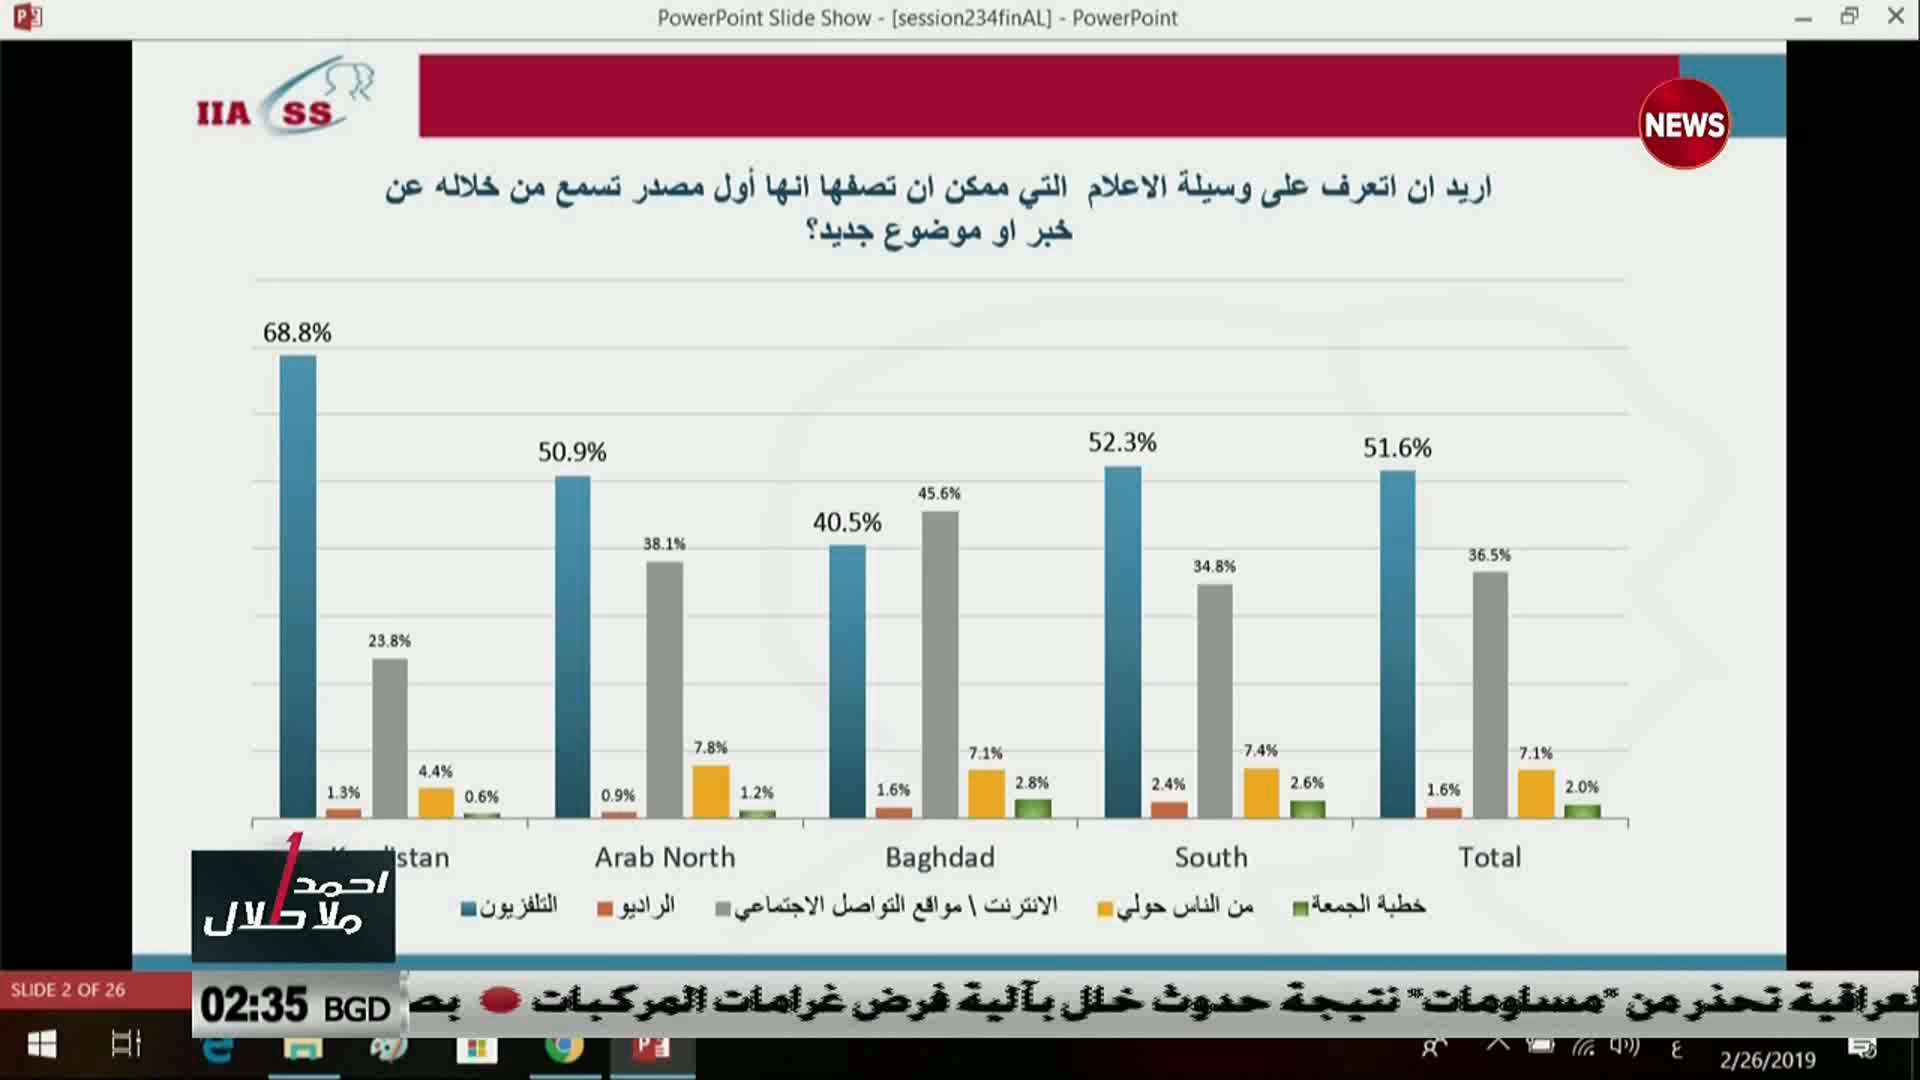 PowerPoint Slide Show - [session234finAL] - PowerPoint
IIA SS
NEWS
اريد ان اتعرف على وسيلة الاعلام التي ممكن ان تصفها انها أول مصدر تسمع من خلاله عن
خبر او موضوع جديد؟
68.8%
1.3%
23.8%
4.4%
0.6%
50.9%
0.9%
38.1%
7.8%
1.2%
40.5%
1.6%
45.6%
7.1%
2.8%
52.3%
2.4%
34.8%
7.4%
2.6%
51.6%
1.6%
36.5%
7.1%
2.0%
Arab North
Baghdad
South
Total
التلفزيون
الراديو
الانترنت \ مواقع التواصل الاجتماعي
من الناس حولي
خطبة الجمعة
احمد
ملا طلال
SLIDE 2 OF 26
02:35 BGD
تحذر من "مساومات" نتيجة حدوث خلل بآلية فرض غرامات المركبات
ع
2/26/2019